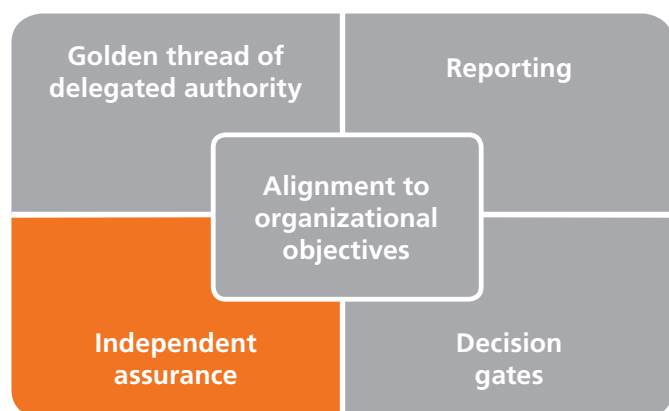 Golden thread of
delegated authority
Reporting
Alignment to
organizational
objectives
Independent
assurance
Decision
gates